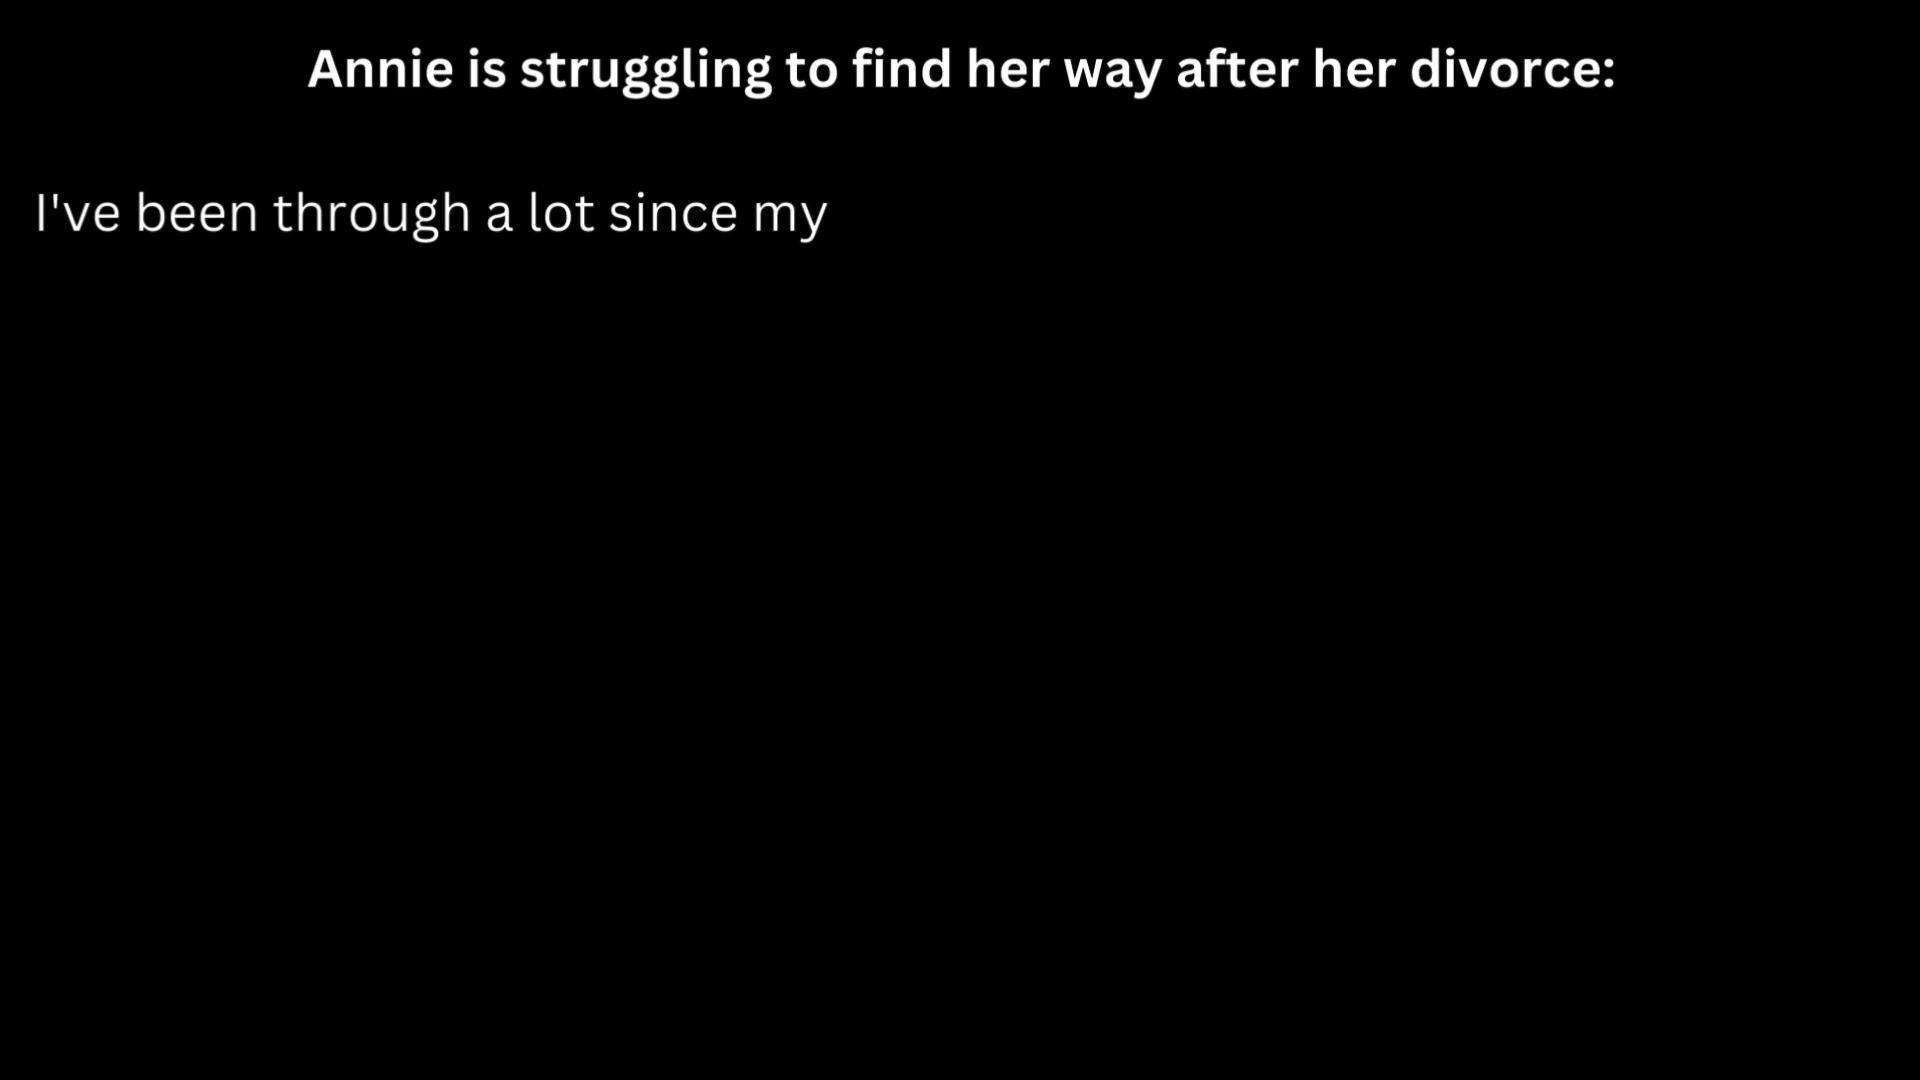 Annie is struggling to find her way after her divorce:
I've been through a lot since my